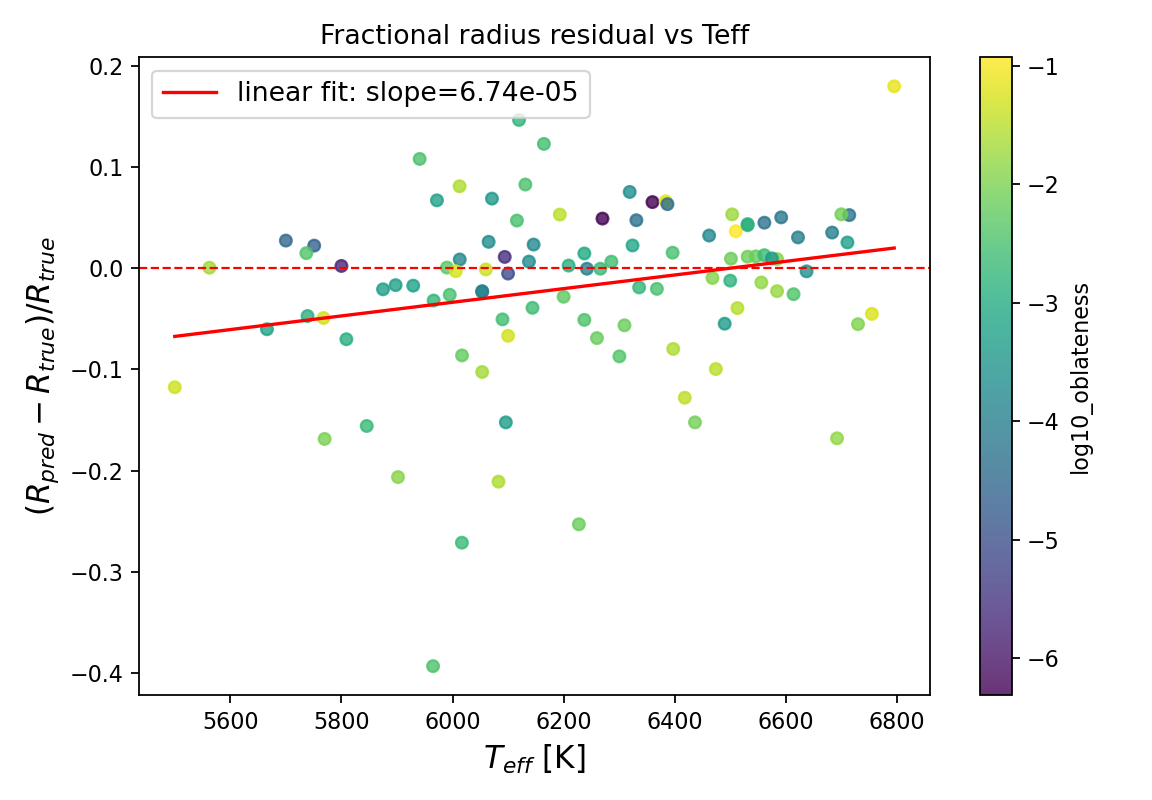 Fractional radius residual vs Teff
linear fit: slope=6.74e-05
0.2
0.1
0.0
−0.1
−0.2
−0.3
−0.4
(R_pred − R_true)/R_true
5600 5800 6000 6200 6400 6600 6800
T_eff [K]
−1
−2
−3
−4
−5
−6
log10_oblateness